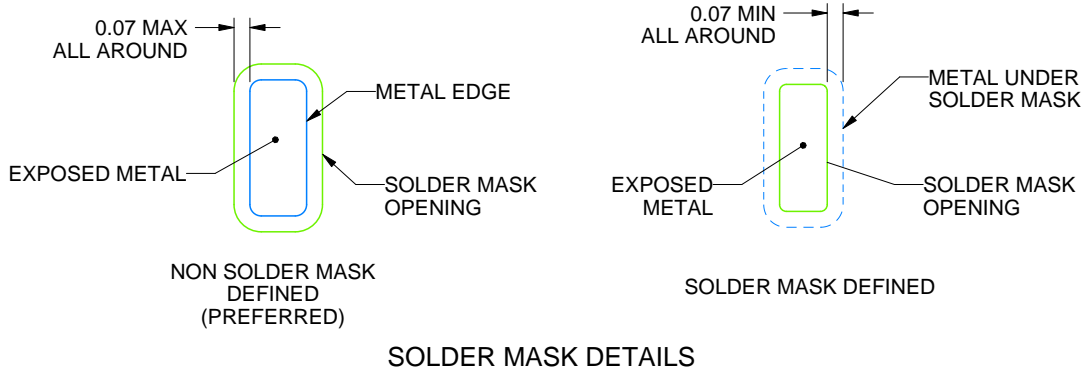 0.07 MAX
ALL AROUND
METAL EDGE
EXPOSED METAL
SOLDER MASK
OPENING
NON SOLDER MASK
DEFINED
(PREFERRED)
0.07 MIN
ALL AROUND
METAL UNDER
SOLDER MASK
EXPOSED
METAL
SOLDER MASK
OPENING
SOLDER MASK DEFINED
SOLDER MASK DETAILS